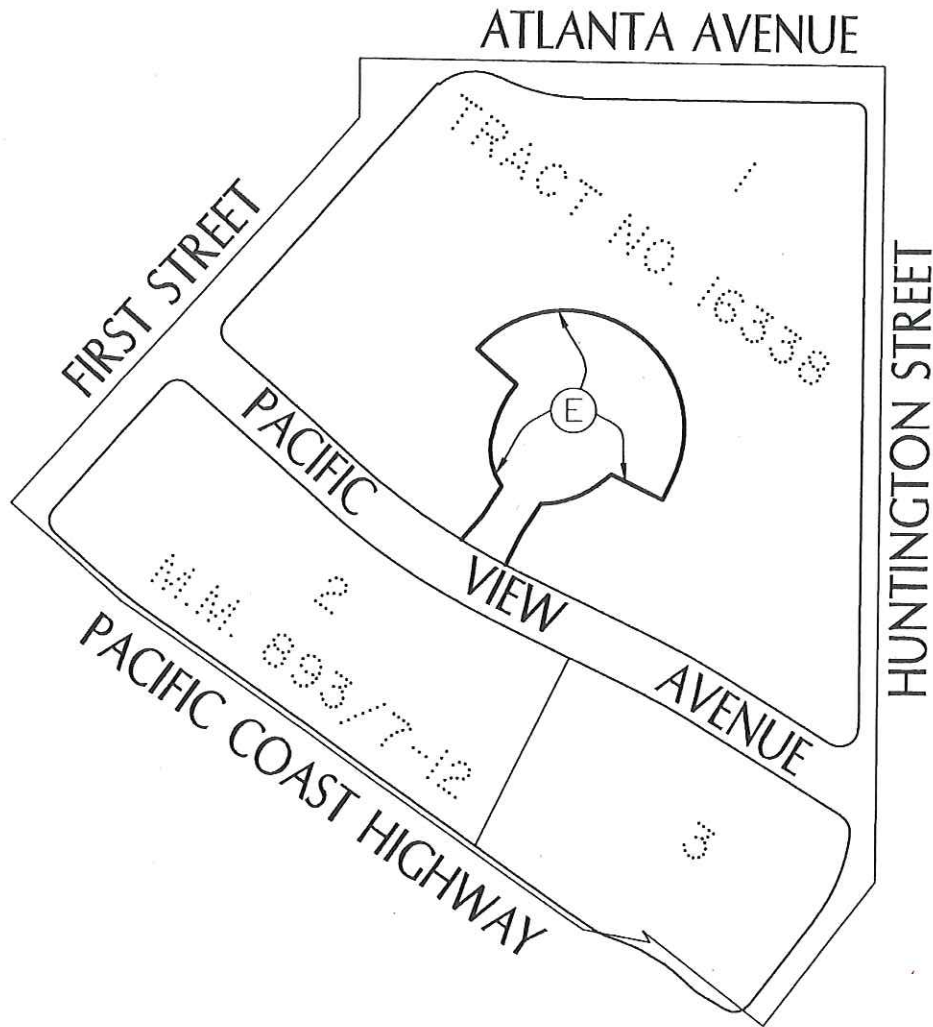 ATLANTA AVENUE
1
TRACT NO. 16338
FIRST STREET
HUNTINGTON STREET
E
PACIFIC VIEW AVENUE
2
M.M. 893/7-12
PACIFIC COAST HIGHWAY
3